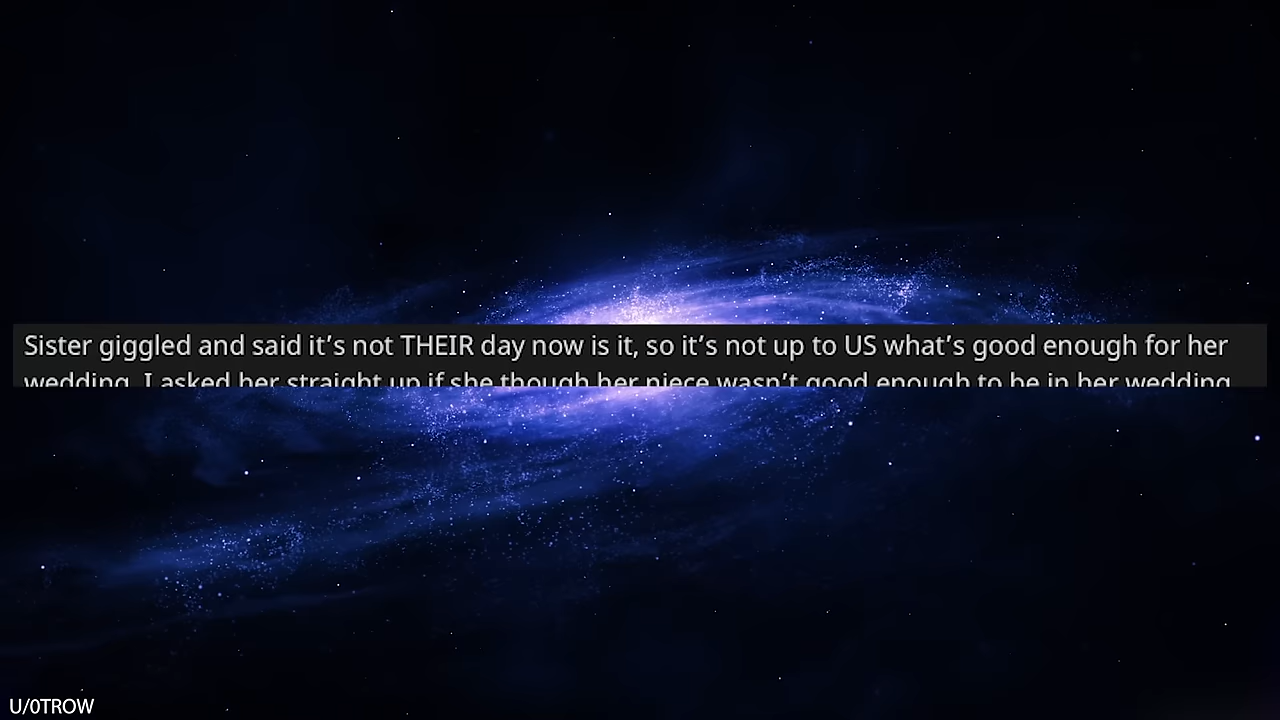 Sister giggled and said it’s not THEIR day now is it, so it’s not up to US what’s good enough for her
wedding. I asked her straight up if she though her niece wasn’t good enough to be in her wedding
U/0TROW